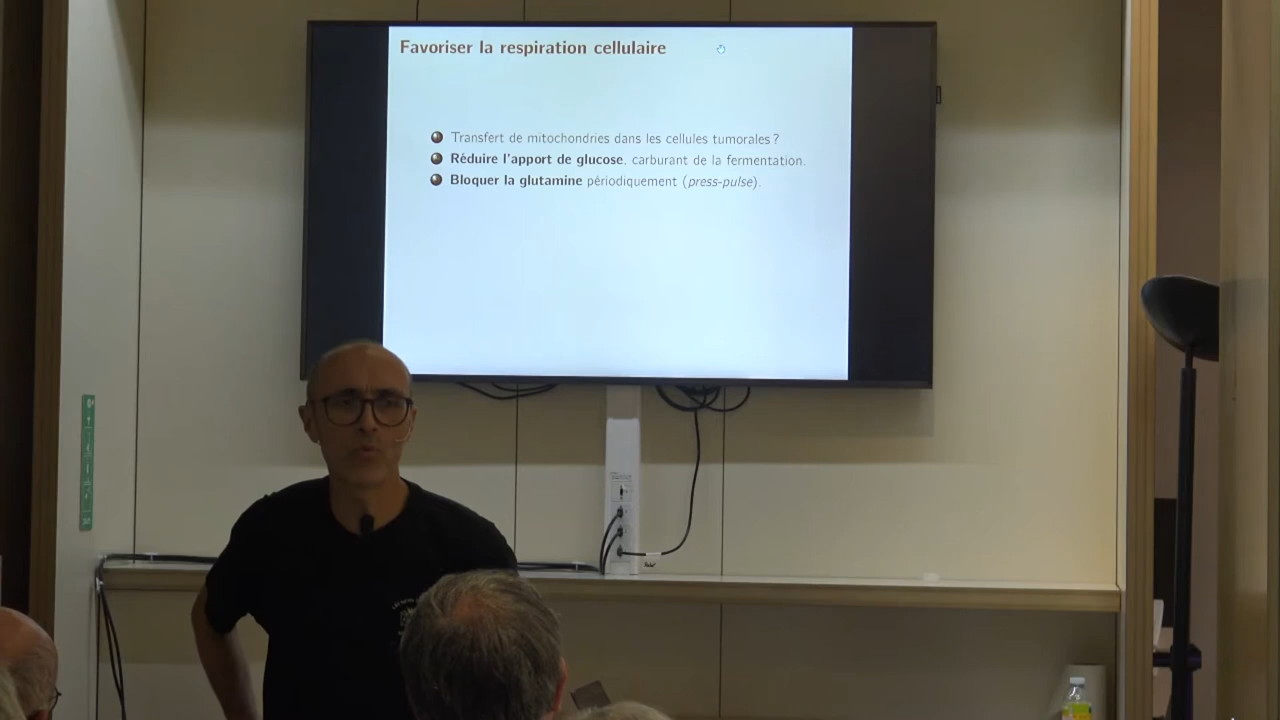 Favoriser la respiration cellulaire
Transfert de mitochondries dans les cellules tumorales ?
Réduire l'apport de glucose, carburant de la fermentation.
Bloquer la glutamine périodiquement (press-pulse).